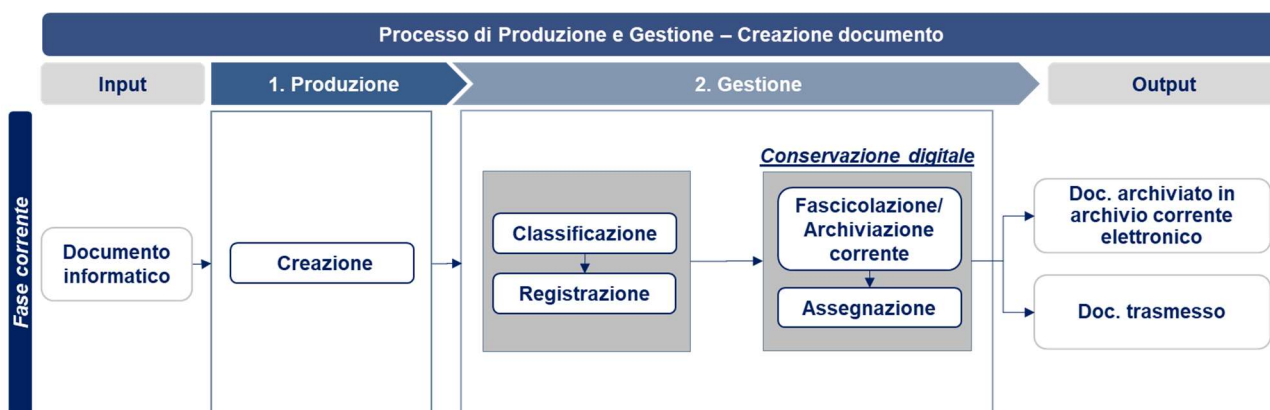 Processo di Produzione e Gestione – Creazione documento
Input
1. Produzione
2. Gestione
Output
Fase corrente
Documento
informatico
Creazione
Classificazione
Registrazione
Conservazione digitale
Fascicolazione/
Archiviazione
corrente
Assegnazione
Doc. archiviato in
archivio corrente
elettronico
Doc. trasmesso